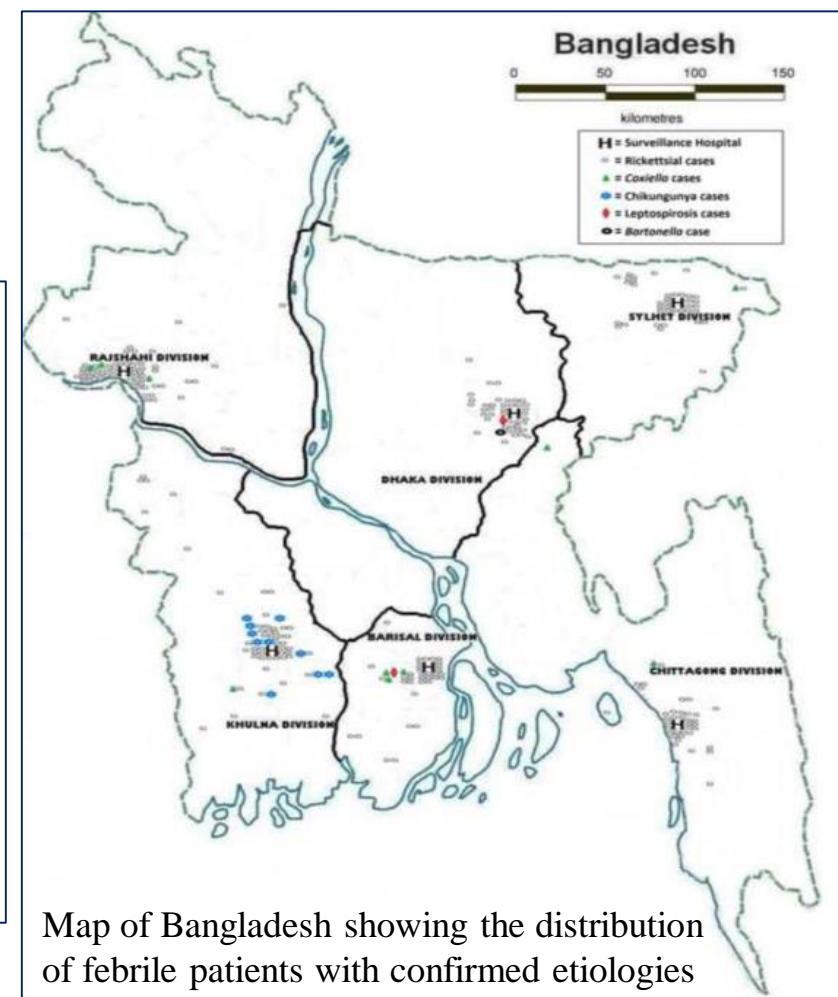 Bangladesh
0 50 100 150
kilometres
H = Surveillance Hospital
= Rickettsial cases
= Coxiella cases
= Chikungunya cases
= Leptospirosis cases
= Bartonella case
SYLHET DIVISION
H
RAJSHAHI DIVISION
H
H
DHAKA DIVISION
BARISAL DIVISION
H
H
CHITTAGONG DIVISION
KHULNA DIVISION
H
Map of Bangladesh showing the distribution
of febrile patients with confirmed etiologies